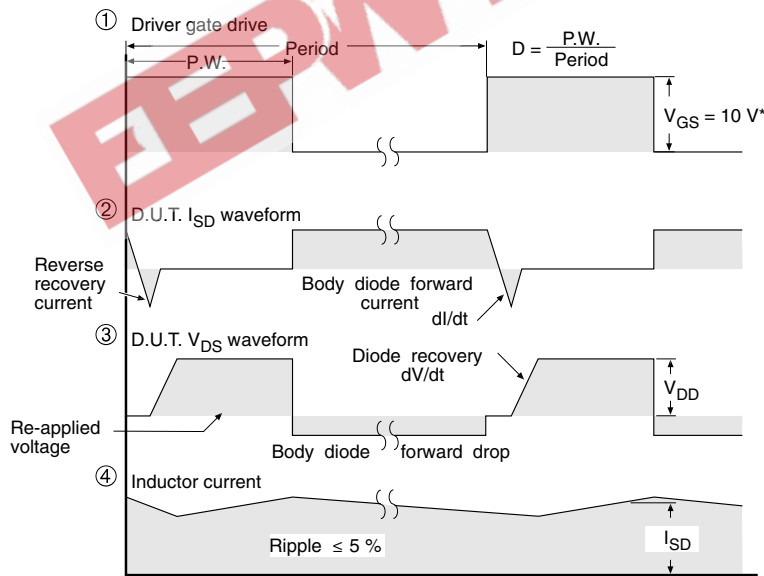 ① Driver gate drive
Period
P.W.
D = P.W. / Period
V_GS = 10 V*
② D.U.T. I_SD waveform
Reverse
recovery
current
Body diode forward
current
dI/dt
③ D.U.T. V_DS waveform
Diode recovery
dV/dt
V_DD
Re-applied
voltage
Body diode forward drop
④ Inductor current
Ripple ≤ 5 %
I_SD